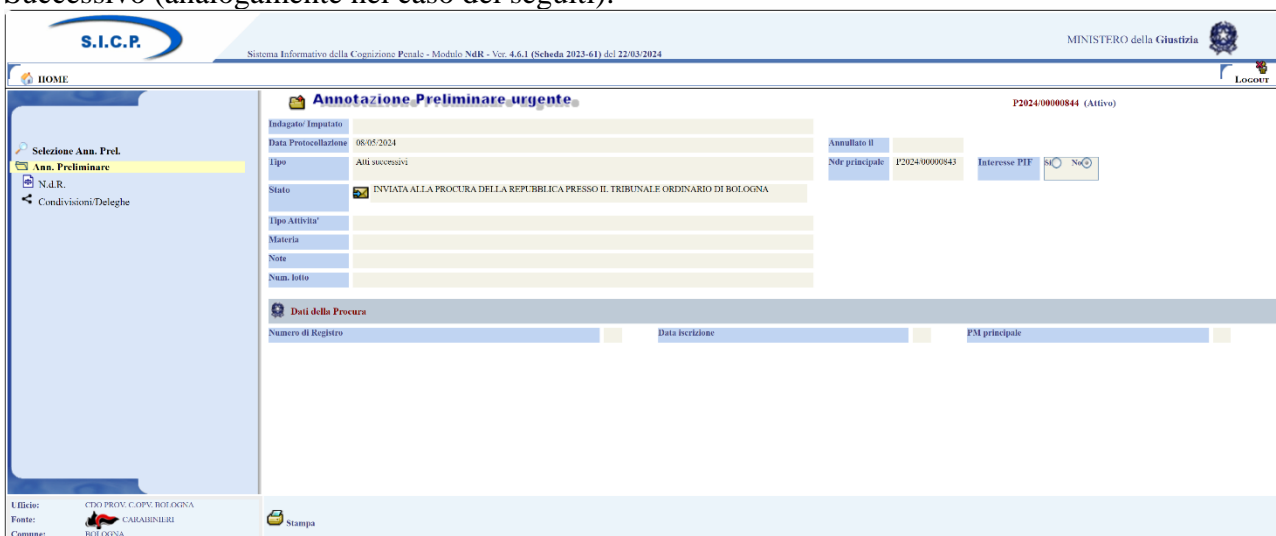 Successivo (analogamente nel caso dei seguiti).
S.I.C.P.
Sistema Informativo della Cognizione Penale - Modulo NdR - Ver. 4.6.1 (Scheda 2023-61) del 22/03/2024
MINISTERO della Giustizia
HOME
LOGOUT
Annotazione Preliminare urgente
P2024/00000844 (Attivo)
Indagato/ Imputato
Data Protocollazione 08/05/2024 Annullato il
Selezione Ann. Prel.
Ann. Preliminare
N.d.R.
Condivisioni/Deleghe
Tipo Atti successivi Ndr principale P2024/00000843 Interesse PIF SI No
Stato INVIATA ALLA PROCURA DELLA REPUBBLICA PRESSO IL TRIBUNALE ORDINARIO DI BOLOGNA
Tipo Attivita'
Materia
Note
Num. lotto
Dati della Procura
Numero di Registro Data iscrizione PM principale
Ufficio: CDO PROV. C.OPV. BOLOGNA
Fonte: CARABINIERI
Comune: BOLOGNA
Stampa